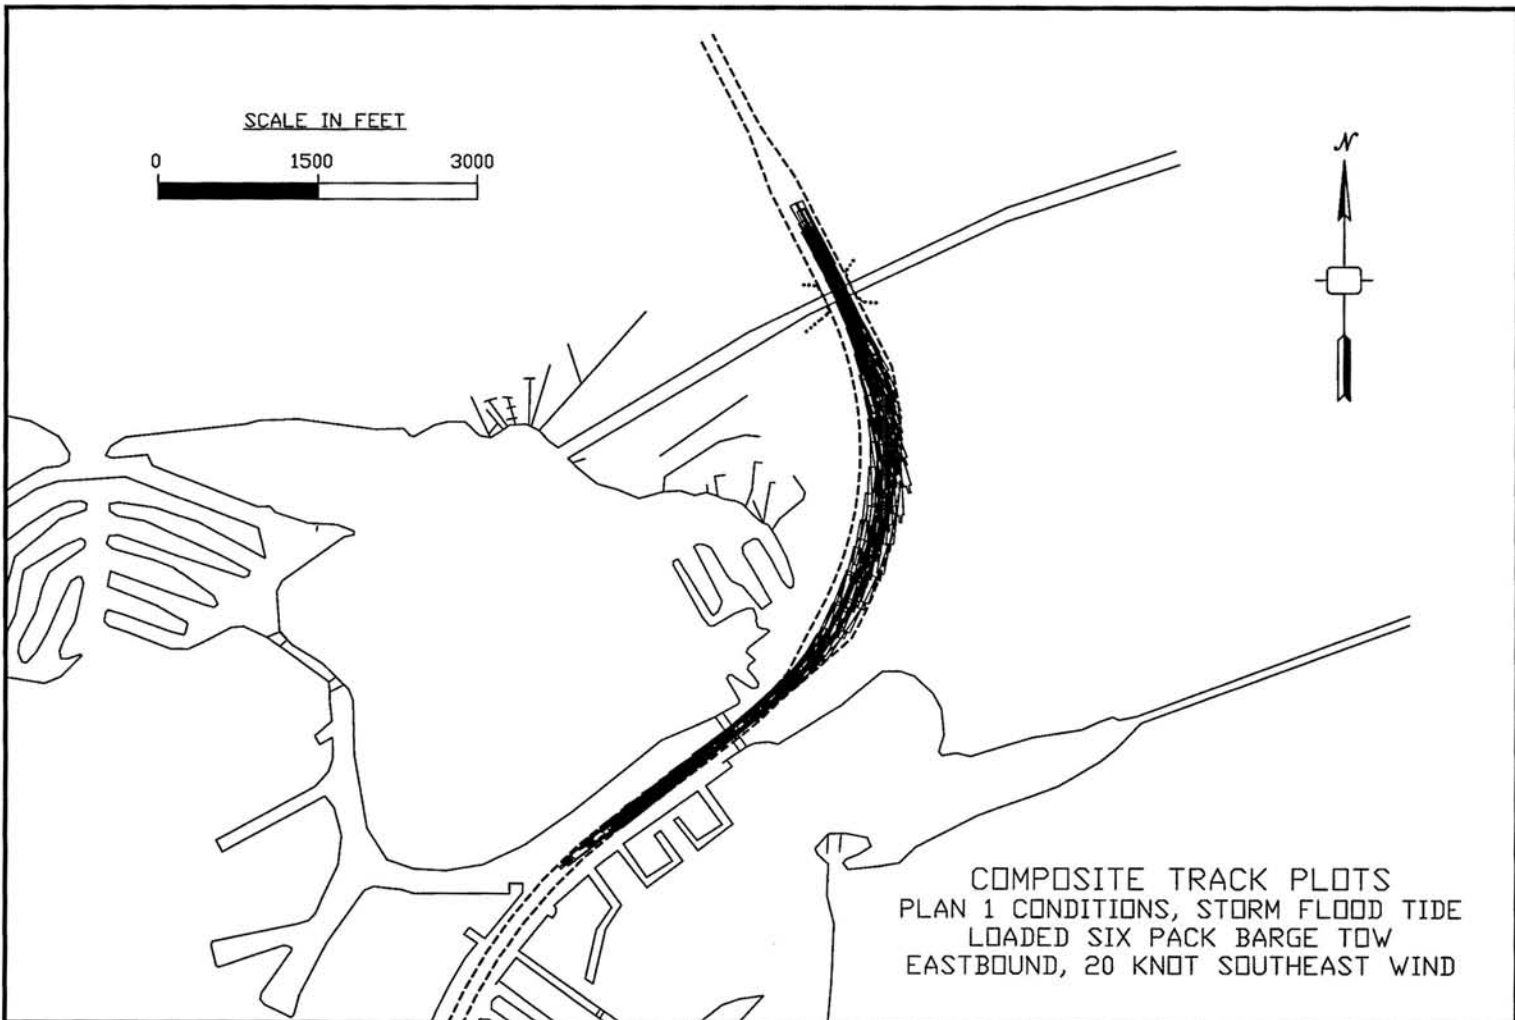 SCALE IN FEET
0 1500 3000
N
COMPOSITE TRACK PLOTS
PLAN 1 CONDITIONS, STORM FLOOD TIDE
LOADED SIX PACK BARGE TOW
EASTBOUND, 20 KNOT SOUTHEAST WIND